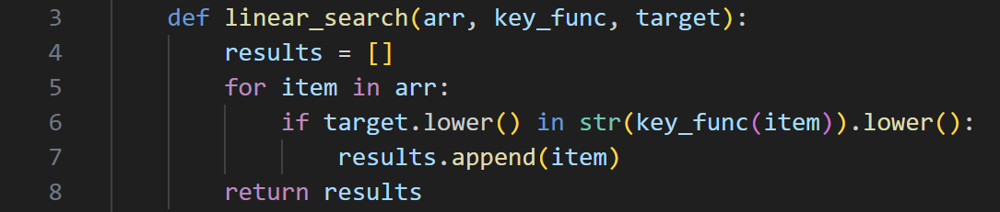 3 def linear_search(arr, key_func, target):
4 results = []
5 for item in arr:
6 if target.lower() in str(key_func(item)).lower():
7 results.append(item)
8 return results